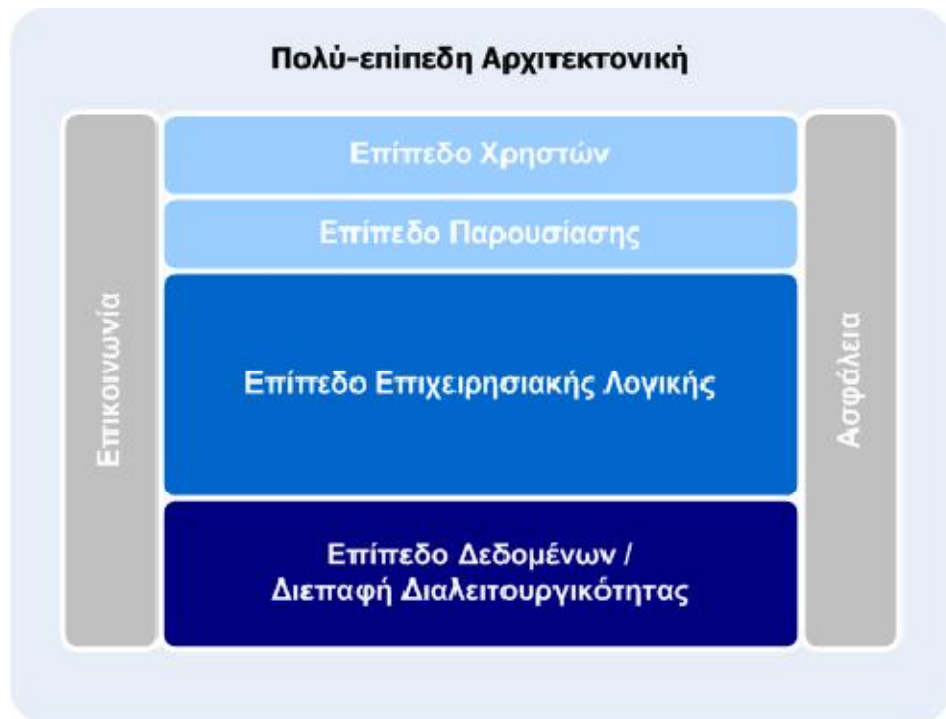 Πολύ-επίπεδη Αρχιτεκτονική
Επικοινωνία
Επίπεδο Χρηστών
Επίπεδο Παρουσίασης
Επίπεδο Επιχειρησιακής Λογικής
Επίπεδο Δεδομένων /
Διεπαφή Διαλειτουργικότητας
Ασφάλεια